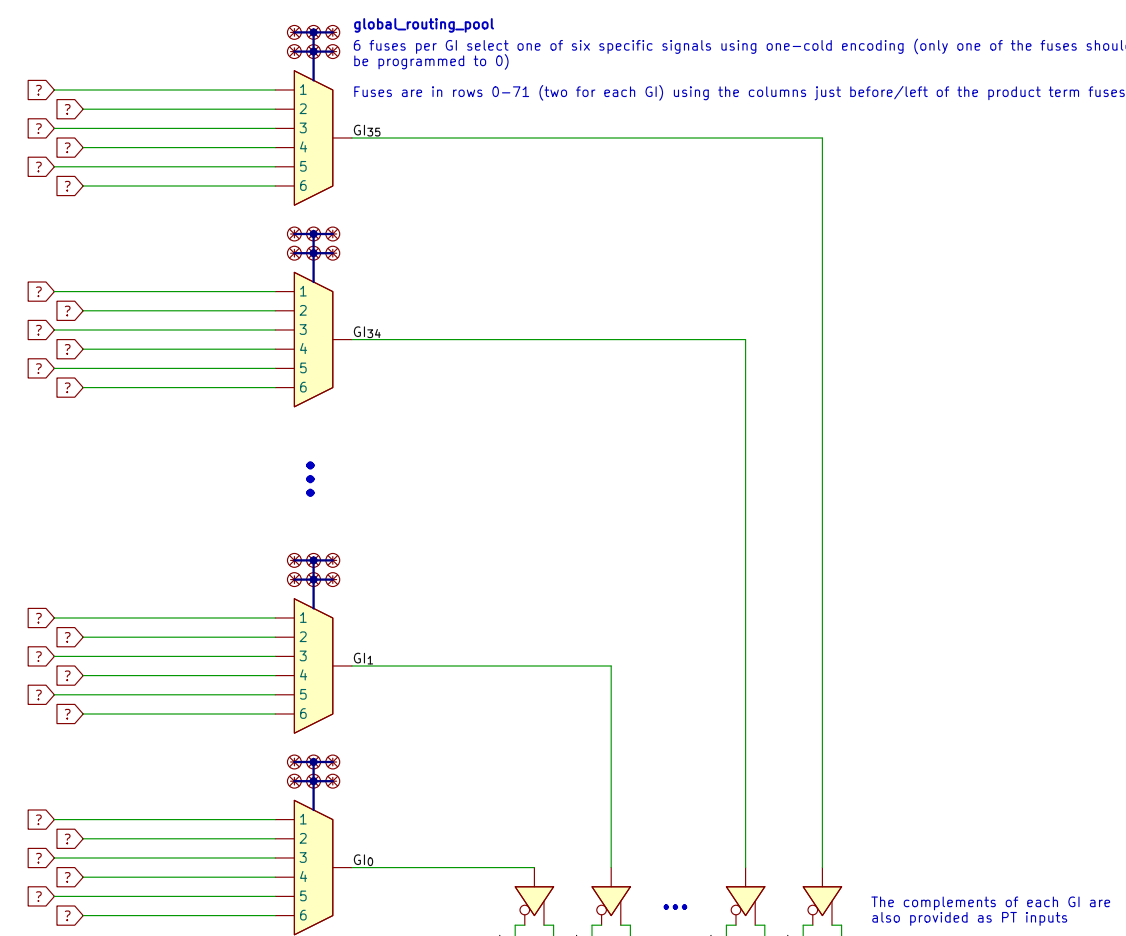 global_routing_pool
6 fuses per GI select one of six specific signals using one-cold encoding (only one of the fuses
be programmed to 0)
Fuses are in rows 0-71 (two for each GI) using the columns just before/left of the product term fuses
? 1
? 2
? 3
? 4
? 5
? 6
GI35
? 1
? 2
? 3
? 4
? 5
? 6
GI34
? 1
? 2
? 3
? 4
? 5
? 6
GI1
? 1
? 2
? 3
? 4
? 5
? 6
GI0
The complements of each GI are
also provided as PT inputs